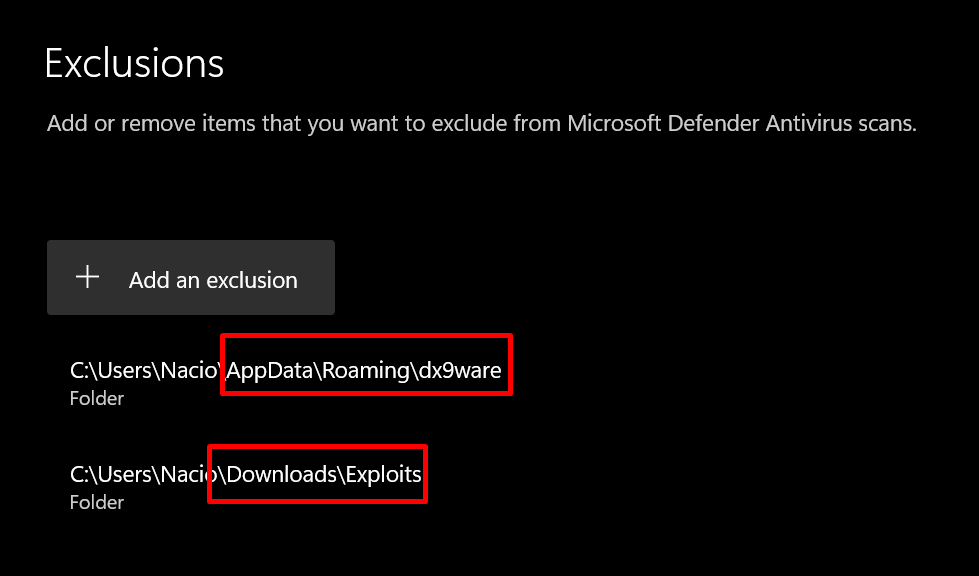 Exclusions
Add or remove items that you want to exclude from Microsoft Defender Antivirus scans.
Add an exclusion
C:\Users\Nacio\AppData\Roaming\dx9ware
Folder
C:\Users\Nacio\Downloads\Exploits
Folder